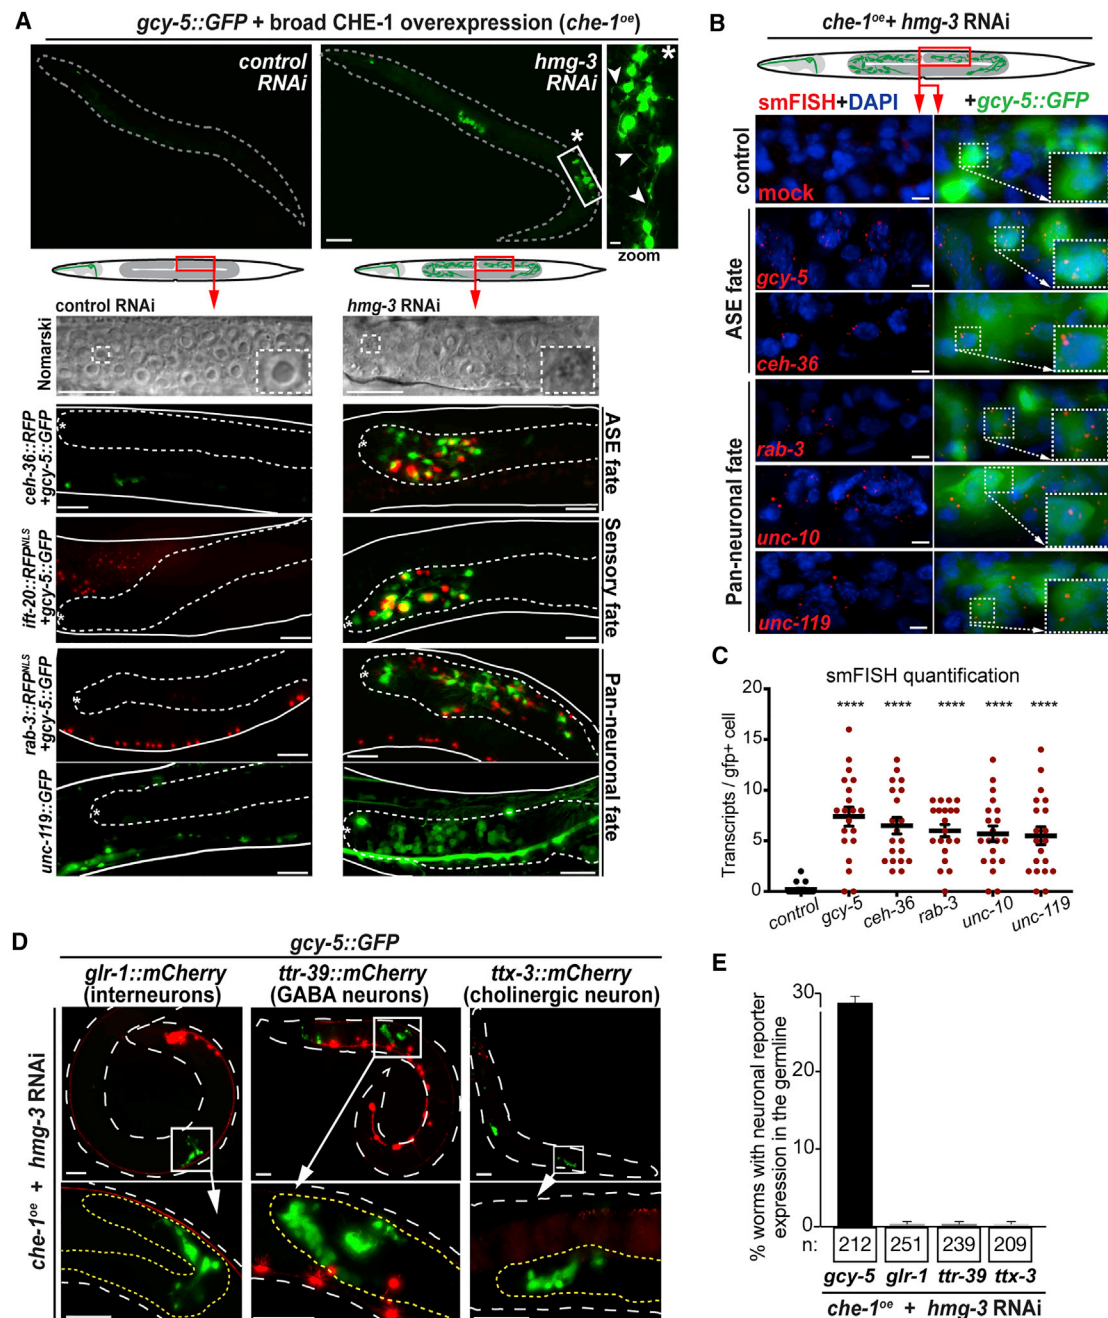 A
gcy-5::GFP + broad CHE-1 overexpression (che-1oe)
control
RNAi
hmg-3
RNAi
*
*
zoom
control RNAi
hmg-3 RNAi
Nomarski
ceh-36::RFP
+gcy-5::GFP
*
*
ASE fate
ift-20::RFPNLS
+gcy-5::GFP
*
*
Sensory fate
rab-3::RFPNLS
+gcy-5::GFP
*
*
unc-119::GFP
*
*
Pan-neuronal fate
B
che-1oe+ hmg-3 RNAi
smFISH+DAPI
+gcy-5::GFP
control
mock
ASE fate
gcy-5
ceh-36
Pan-neuronal fate
rab-3
unc-10
unc-119
C
smFISH quantification
Transcripts / gfp+ cell
20
15
10
5
0
**** **** **** **** ****
control gcy-5 ceh-36 rab-3 unc-10 unc-119
D
gcy-5::GFP
glr-1::mCherry
(interneurons)
ttr-39::mCherry
(GABA neurons)
ttx-3::mCherry
(cholinergic neuron)
che-1oe + hmg-3 RNAi
E
% worms with neuronal reporter
expression in the germline
30
20
10
0
n: 212 251 239 209
gcy-5 glr-1 ttr-39 ttx-3
che-1oe + hmg-3 RNAi